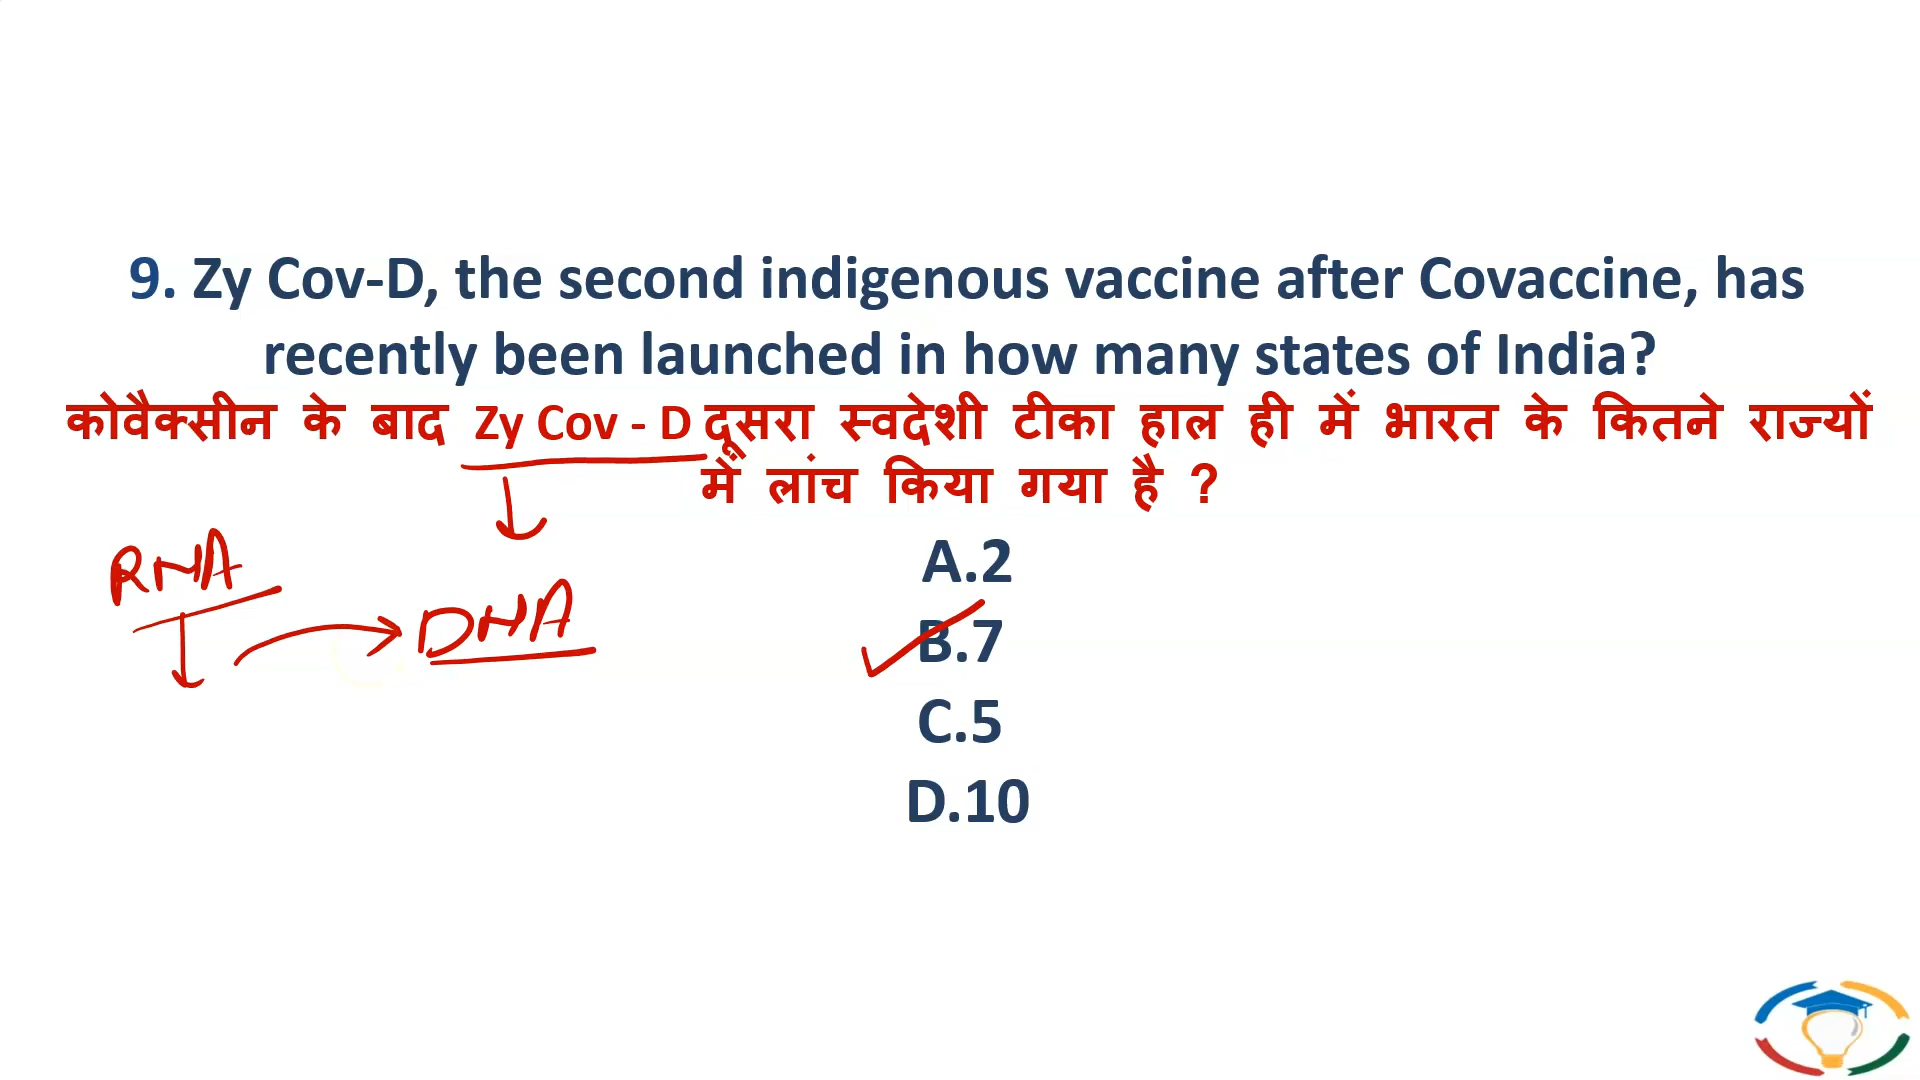 9. Zy Cov-D, the second indigenous vaccine after Covaccine, has
recently been launched in how many states of India?
कोवैक्सीन के बाद Zy Cov - D दूसरा स्वदेशी टीका हाल ही में भारत के कितने राज्यों
में लांच किया गया है ?
RNA
DNA
A.2
B.7
C.5
D.10